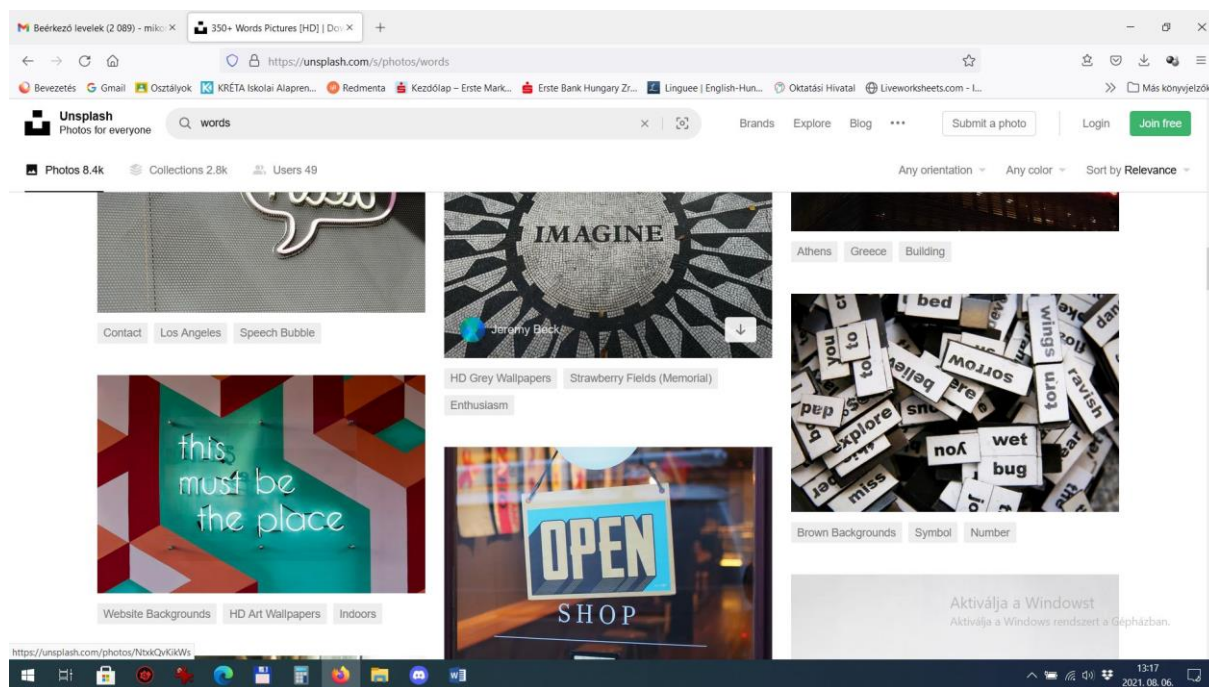 Beérkező levelek (2 089) - miko
350+ Words Pictures [HD] | Dov
https://unsplash.com/s/photos/words
Bevezetés Gmail Osztályok KRÉTA Iskolai Alapren... Redmenta Kezdőlap – Erste Mark... Erste Bank Hungary Zr... Linguee | English-Hun... Oktatási Hivatal Liveworksheets.com - I... Más könyvjelzők
Unsplash
Photos for everyone
words
Brands Explore Blog ••• Submit a photo Login Join free
Photos 8.4k Collections 2.8k Users 49
Any orientation Any color Sort by Relevance
Contact Los Angeles Speech Bubble
this
must be
the place
Website Backgrounds HD Art Wallpapers Indoors
https://unsplash.com/photos/NtxkQvKikWs
IMAGINE
Jeremy Beck
HD Grey Wallpapers Strawberry Fields (Memorial)
Enthusiasm
OPEN
SHOP
Athens Greece Building
bed
wings
you
to
to
believe
sorrow
torn
ravish
dad
explore
miss
you
wet
bug
the
Brown Backgrounds Symbol Number
Aktiválja a Windowst
Aktiválja a Windows rendszert a Gépházban.
13:17
2021. 08. 06.